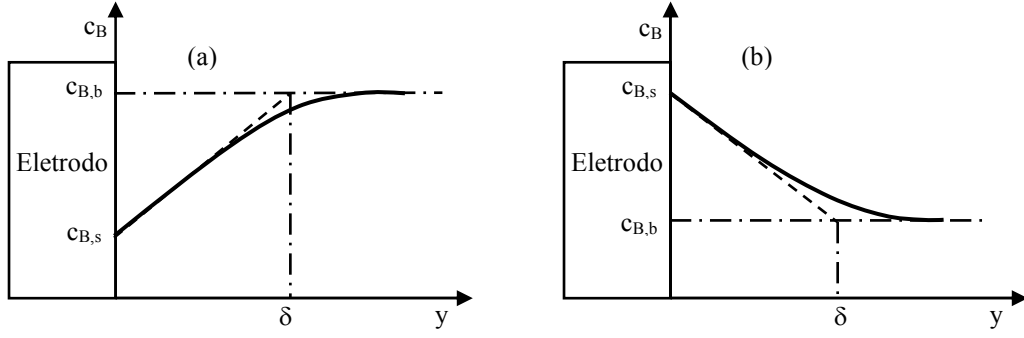 c_B
(a)
c_B,b
Eletrodo
c_B,s
δ
y
c_B
(b)
c_B,s
Eletrodo
c_B,b
δ
y